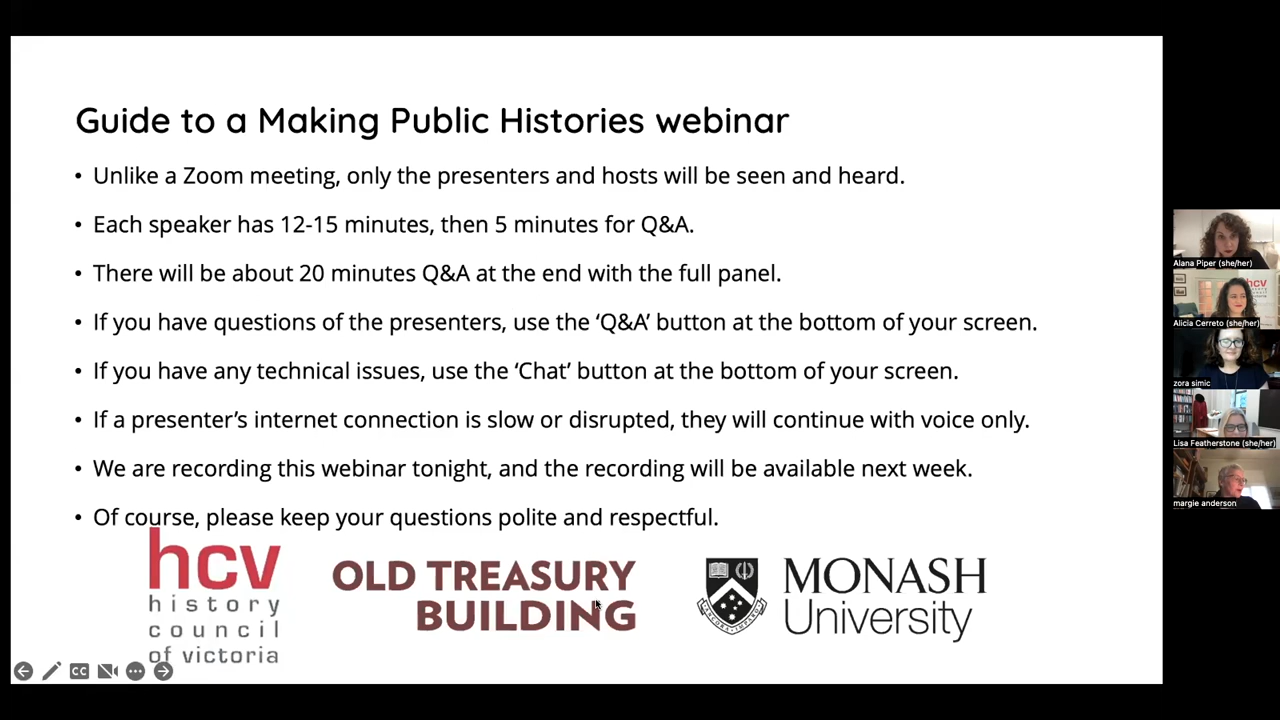 Guide to a Making Public Histories webinar
• Unlike a Zoom meeting, only the presenters and hosts will be seen and heard.
• Each speaker has 12-15 minutes, then 5 minutes for Q&A.
• There will be about 20 minutes Q&A at the end with the full panel.
• If you have questions of the presenters, use the ‘Q&A’ button at the bottom of your screen.
• If you have any technical issues, use the ‘Chat’ button at the bottom of your screen.
• If a presenter’s internet connection is slow or disrupted, they will continue with voice only.
• We are recording this webinar tonight, and the recording will be available next week.
• Of course, please keep your questions polite and respectful.
hcv
history
council
of victoria
OLD TREASURY
BUILDING
MONASH
University
CC
Alana Piper (she/her)
hcv
Alicia Cerreto (she/her)
zora simic
Lisa Featherstone (she/her)
margie anderson